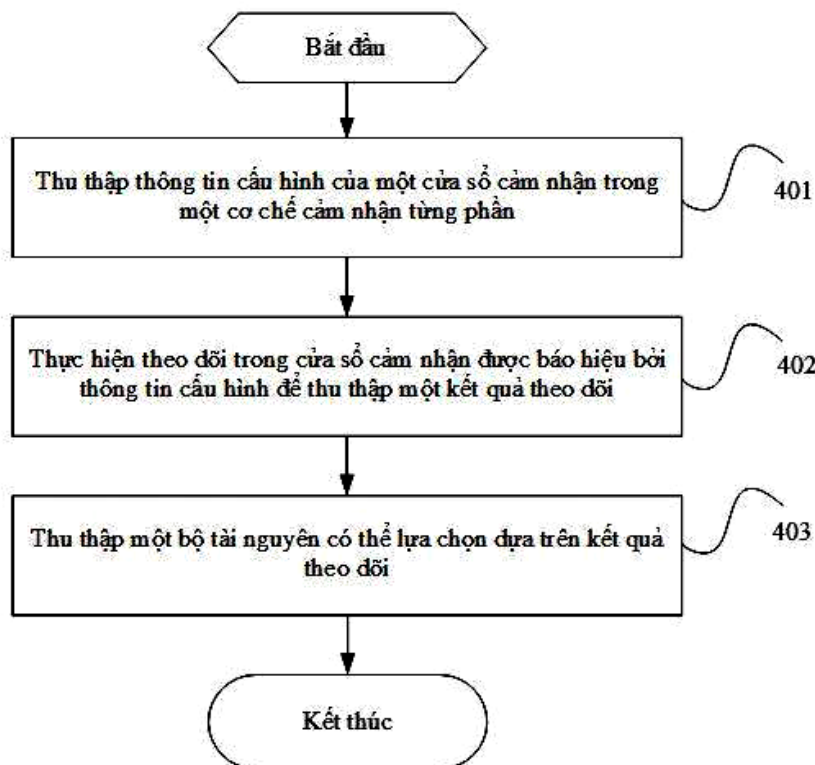 Bắt đầu
Thu thập thông tin cấu hình của một cửa sổ cảm nhận trong
một cơ chế cảm nhận từng phần
401
Thực hiện theo dõi trong cửa sổ cảm nhận được báo hiệu bởi
thông tin cấu hình để thu thập một kết quả theo dõi
402
Thu thập một bộ tài nguyên có thể lựa chọn dựa trên kết quả
theo dõi
403
Kết thúc